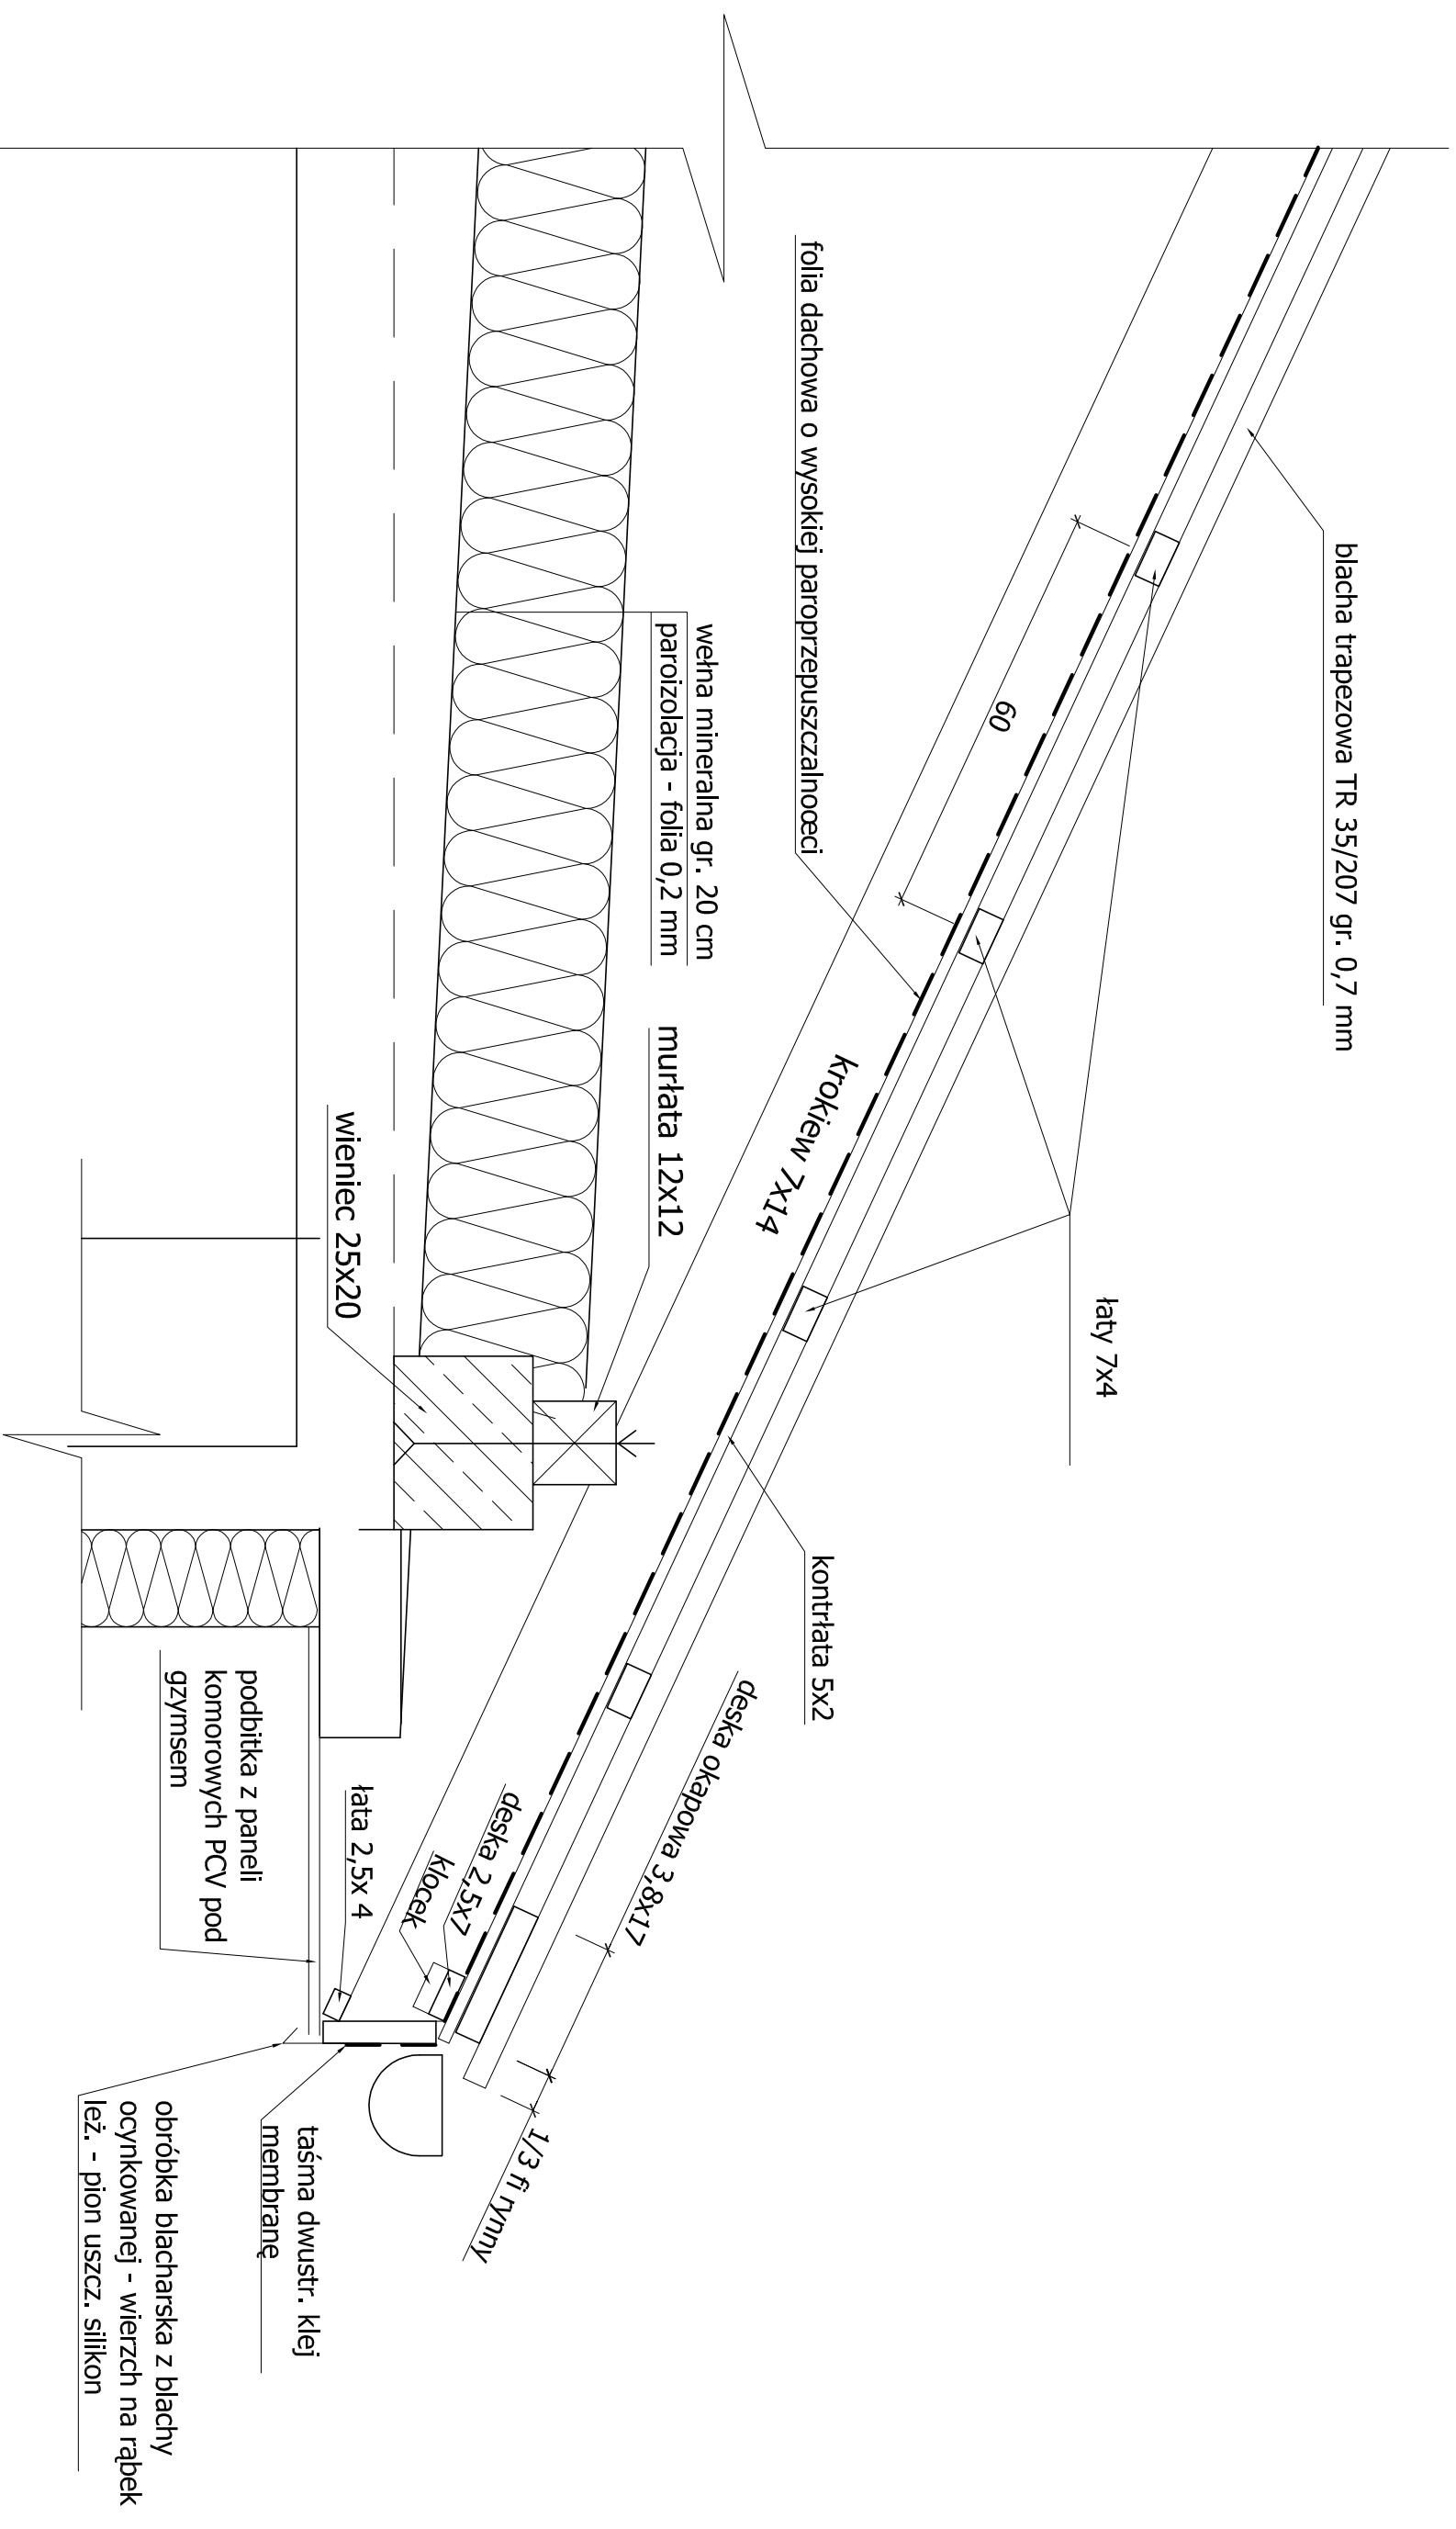 blacha trapezowa TR 35/207 gr. 0,7 mm
łaty 7x4
folia dachowa o wysokiej paroprzepuszczalnoœci
60
krokiew 7x14
kontrłata 5x2
wełna mineralna gr. 20 cm
paroizolacja - folia 0,2 mm
murłata 12x12
deska okapowa 3,8x17
1/3 fi rynny
wieniec 25x20
deska 2,5x7
klocek
łata 2,5x 4
podbitka z paneli
komorowych PCV pod
gzymsem
taśma dwustr. klej
membranę
obróbka blacharska z blachy
ocynkowanej - wierzch na rąbek
leż. - pion uszcz. silikon